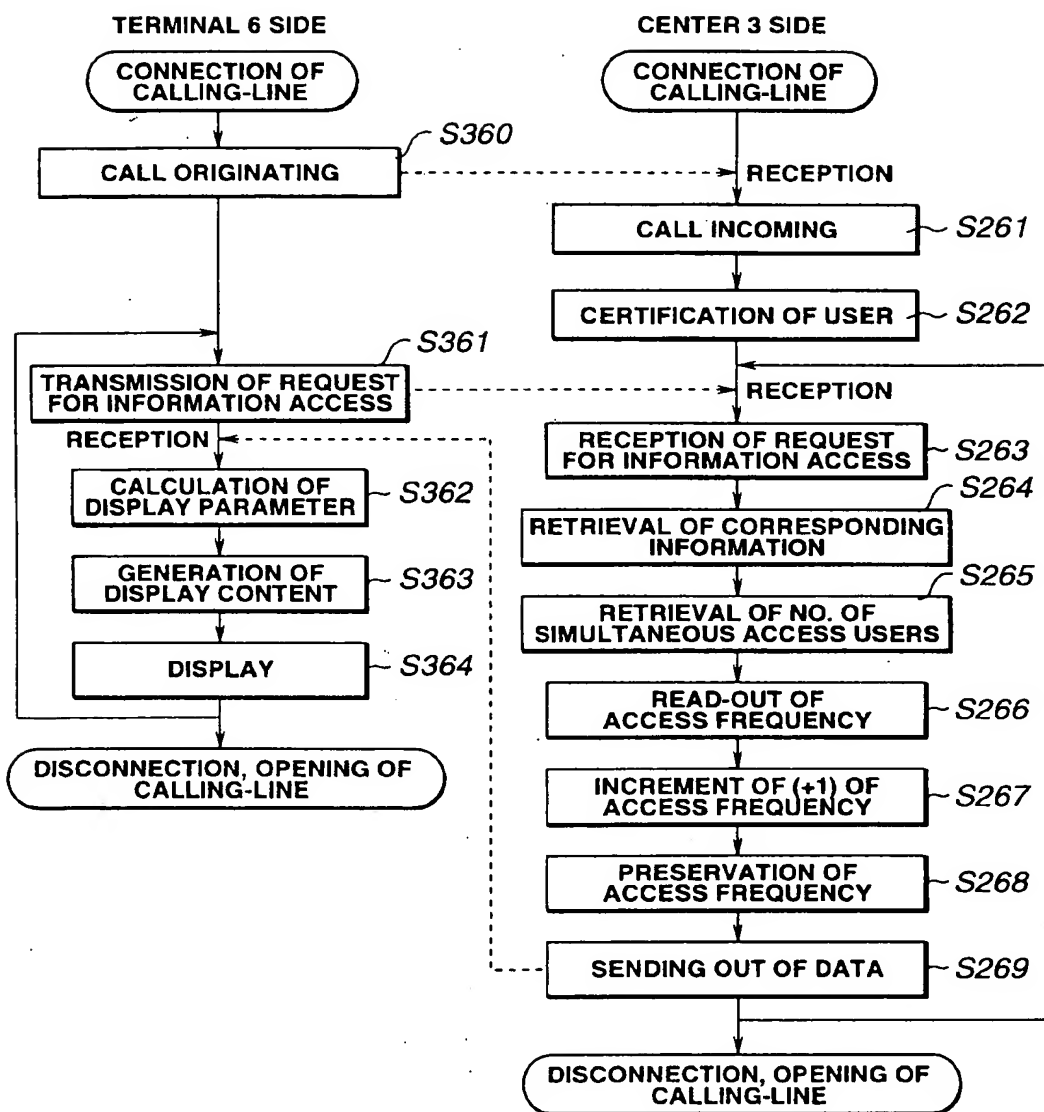 TERMINAL 6 SIDE
CONNECTION OF
CALLING-LINE
S360
CALL ORIGINATING
S361
TRANSMISSION OF REQUEST
FOR INFORMATION ACCESS
RECEPTION
CALCULATION OF
DISPLAY PARAMETER
S362
GENERATION OF
DISPLAY CONTENT
S363
DISPLAY
S364
DISCONNECTION, OPENING OF
CALLING-LINE
CENTER 3 SIDE
CONNECTION OF
CALLING-LINE
RECEPTION
CALL INCOMING
S261
CERTIFICATION OF USER
S262
RECEPTION
RECEPTION OF REQUEST
FOR INFORMATION ACCESS
S263
S264
RETRIEVAL OF CORRESPONDING
INFORMATION
S265
RETRIEVAL OF NO. OF
SIMULTANEOUS ACCESS USERS
READ-OUT OF
ACCESS FREQUENCY
S266
INCREMENT OF (+1) OF
ACCESS FREQUENCY
S267
PRESERVATION OF
ACCESS FREQUENCY
S268
SENDING OUT OF DATA
S269
DISCONNECTION, OPENING OF
CALLING-LINE